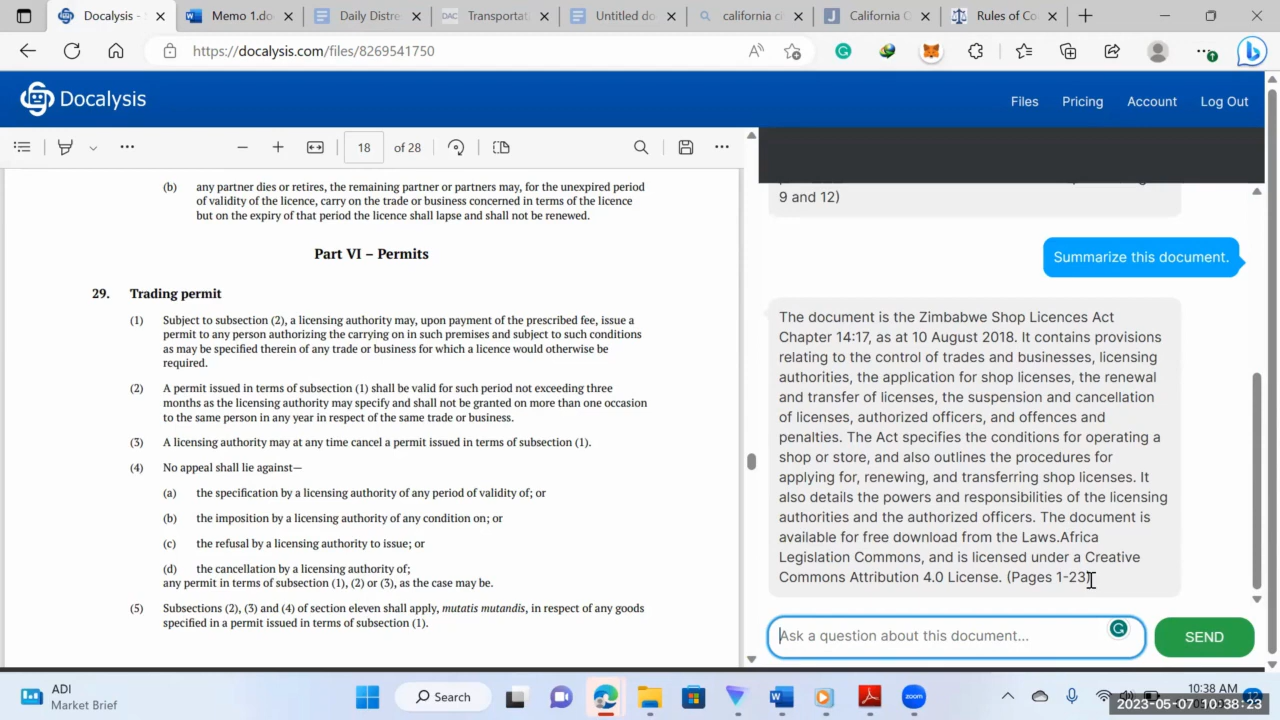 Docalysis - S
Memo 1.do
Daily Distre
DAC
Transportat
Untitled do
california o
J
California C
Rules of Co
https://docalysis.com/files/8269541750
Docalysis
Files
Pricing
Account
Log Out
18
of 28
(b) any partner dies or retires, the remaining partner or partners may, for the unexpired period
of validity of the licence, carry on the trade or business concerned in terms of the licence
but on the expiry of that period the licence shall lapse and shall not be renewed.
Part VI – Permits
29. Trading permit
(1) Subject to subsection (2), a licensing authority may, upon payment of the prescribed fee, issue a
permit to any person authorizing the carrying on in such premises and subject to such conditions
as may be specified therein of any trade or business for which a licence would otherwise be
required.
(2) A permit issued in terms of subsection (1) shall be valid for such period not exceeding three
months as the licensing authority may specify and shall not be granted on more than one occasion
to the same person in any year in respect of the same trade or business.
(3) A licensing authority may at any time cancel a permit issued in terms of subsection (1).
(4) No appeal shall lie against—
(a) the specification by a licensing authority of any period of validity of; or
(b) the imposition by a licensing authority of any condition on; or
(c) the refusal by a licensing authority to issue; or
(d) the cancellation by a licensing authority of;
any permit in terms of subsection (1), (2) or (3), as the case may be.
(5) Subsections (2), (3) and (4) of section eleven shall apply, mutatis mutandis, in respect of any goods
specified in a permit issued in terms of subsection (1).
9 and 12)
Summarize this document.
The document is the Zimbabwe Shop Licences Act
Chapter 14:17, as at 10 August 2018. It contains provisions
relating to the control of trades and businesses, licensing
authorities, the application for shop licenses, the renewal
and transfer of licenses, the suspension and cancellation
of licenses, authorized officers, and offences and
penalties. The Act specifies the conditions for operating a
shop or store, and also outlines the procedures for
applying for, renewing, and transferring shop licenses. It
also details the powers and responsibilities of the licensing
authorities and the authorized officers. The document is
available for free download from the Laws.Africa
Legislation Commons, and is licensed under a Creative
Commons Attribution 4.0 License. (Pages 1-23)
Ask a question about this document...
SEND
ADI
Market Brief
Search
zoom
10:38 AM
2023-05-07 10:38:23